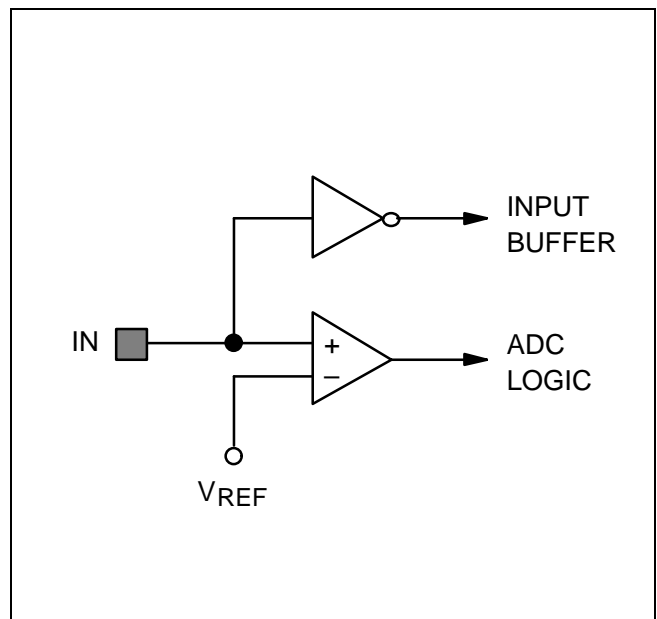 INPUT
BUFFER
IN
+
−
ADC
LOGIC
VREF